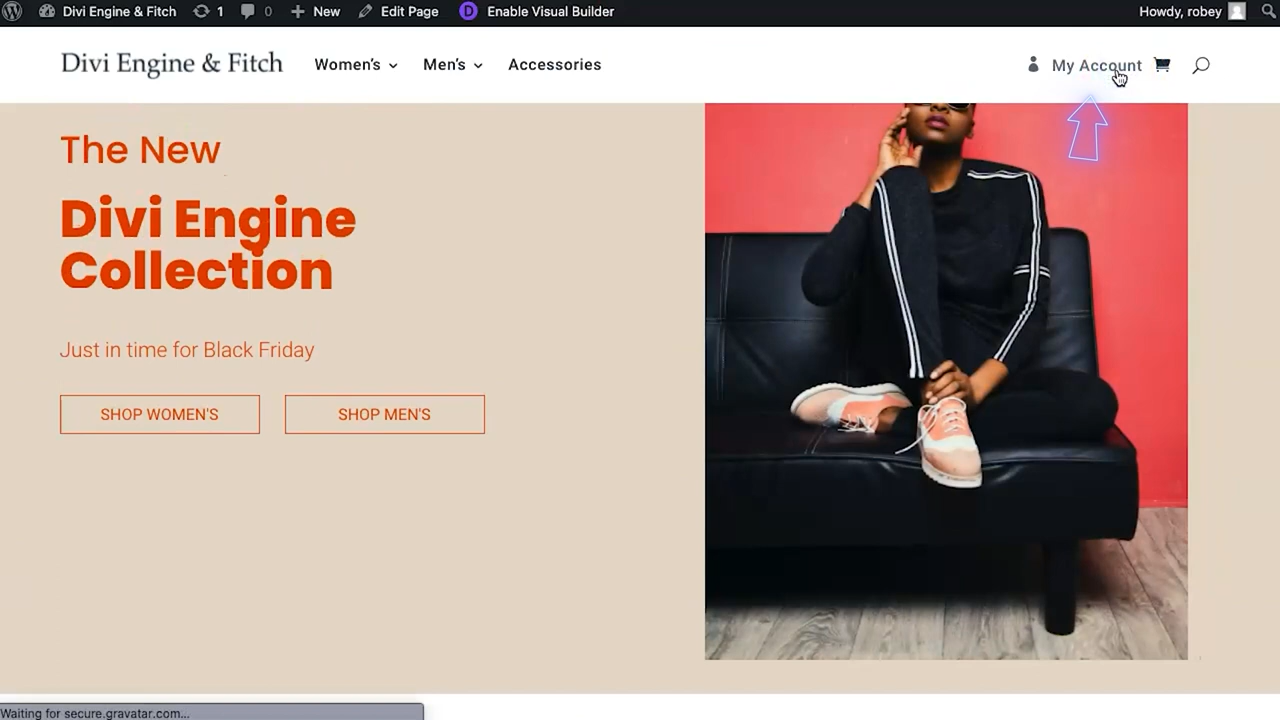 Divi Engine & Fitch 1 0 New Edit Page D Enable Visual Builder Howdy, robey
Divi Engine & Fitch Women's Men's Accessories My Account
The New
Divi Engine
Collection
Just in time for Black Friday
SHOP WOMEN'S SHOP MEN'S
Waiting for secure.gravatar.com...